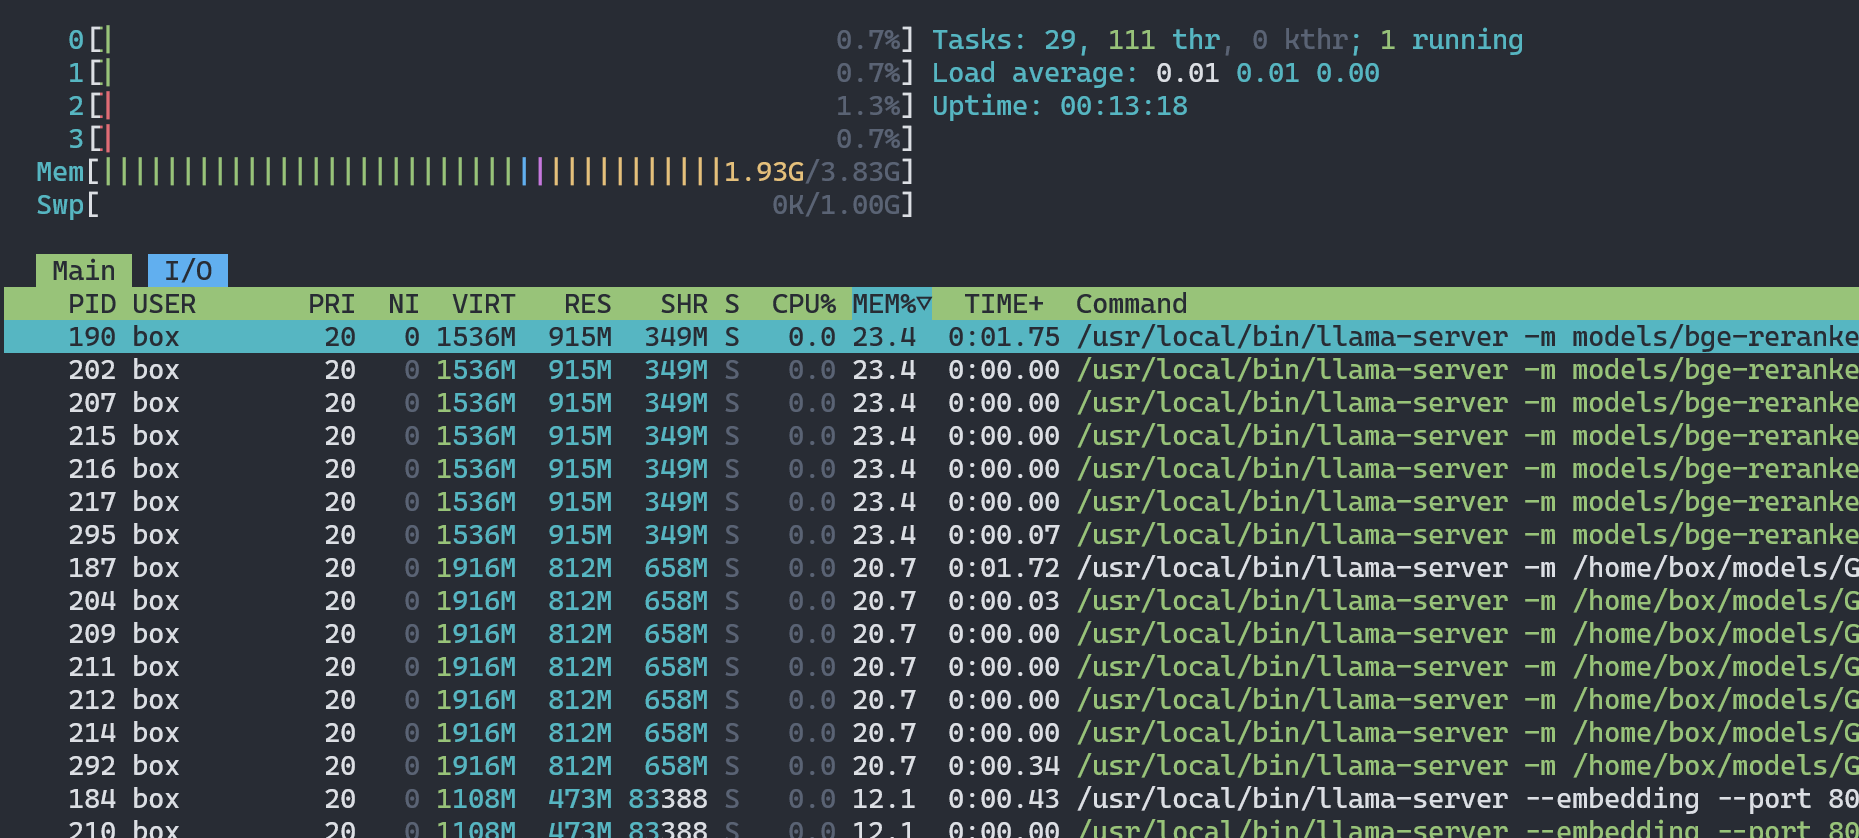 0[| 0.7%] Tasks: 29, 111 thr, 0 kthr; 1 running
1[| 0.7%] Load average: 0.01 0.01 0.00
2[| 1.3%] Uptime: 00:13:18
3[| 0.7%]
Mem[|||||||||||||||||||||||||||||||||||||||1.93G/3.83G]
Swp[ 0K/1.00G]
Main I/O
PID USER PRI NI VIRT RES SHR S CPU% MEM%▽ TIME+ Command
190 box 20 0 1536M 915M 349M S 0.0 23.4 0:01.75 /usr/local/bin/llama-server -m models/bge-reranke
202 box 20 0 1536M 915M 349M S 0.0 23.4 0:00.00 /usr/local/bin/llama-server -m models/bge-reranke
207 box 20 0 1536M 915M 349M S 0.0 23.4 0:00.00 /usr/local/bin/llama-server -m models/bge-reranke
215 box 20 0 1536M 915M 349M S 0.0 23.4 0:00.00 /usr/local/bin/llama-server -m models/bge-reranke
216 box 20 0 1536M 915M 349M S 0.0 23.4 0:00.00 /usr/local/bin/llama-server -m models/bge-reranke
217 box 20 0 1536M 915M 349M S 0.0 23.4 0:00.00 /usr/local/bin/llama-server -m models/bge-reranke
295 box 20 0 1536M 915M 349M S 0.0 23.4 0:00.07 /usr/local/bin/llama-server -m models/bge-reranke
187 box 20 0 1916M 812M 658M S 0.0 20.7 0:01.72 /usr/local/bin/llama-server -m /home/box/models/G
204 box 20 0 1916M 812M 658M S 0.0 20.7 0:00.03 /usr/local/bin/llama-server -m /home/box/models/G
209 box 20 0 1916M 812M 658M S 0.0 20.7 0:00.00 /usr/local/bin/llama-server -m /home/box/models/G
211 box 20 0 1916M 812M 658M S 0.0 20.7 0:00.00 /usr/local/bin/llama-server -m /home/box/models/G
212 box 20 0 1916M 812M 658M S 0.0 20.7 0:00.00 /usr/local/bin/llama-server -m /home/box/models/G
214 box 20 0 1916M 812M 658M S 0.0 20.7 0:00.00 /usr/local/bin/llama-server -m /home/box/models/G
292 box 20 0 1916M 812M 658M S 0.0 20.7 0:00.34 /usr/local/bin/llama-server -m /home/box/models/G
184 box 20 0 1108M 473M 83388 S 0.0 12.1 0:00.43 /usr/local/bin/llama-server --embedding --port 80
210 box 20 0 1108M 473M 83388 S 0.0 12.1 0:00.00 /usr/local/bin/llama-server --embedding --port 80